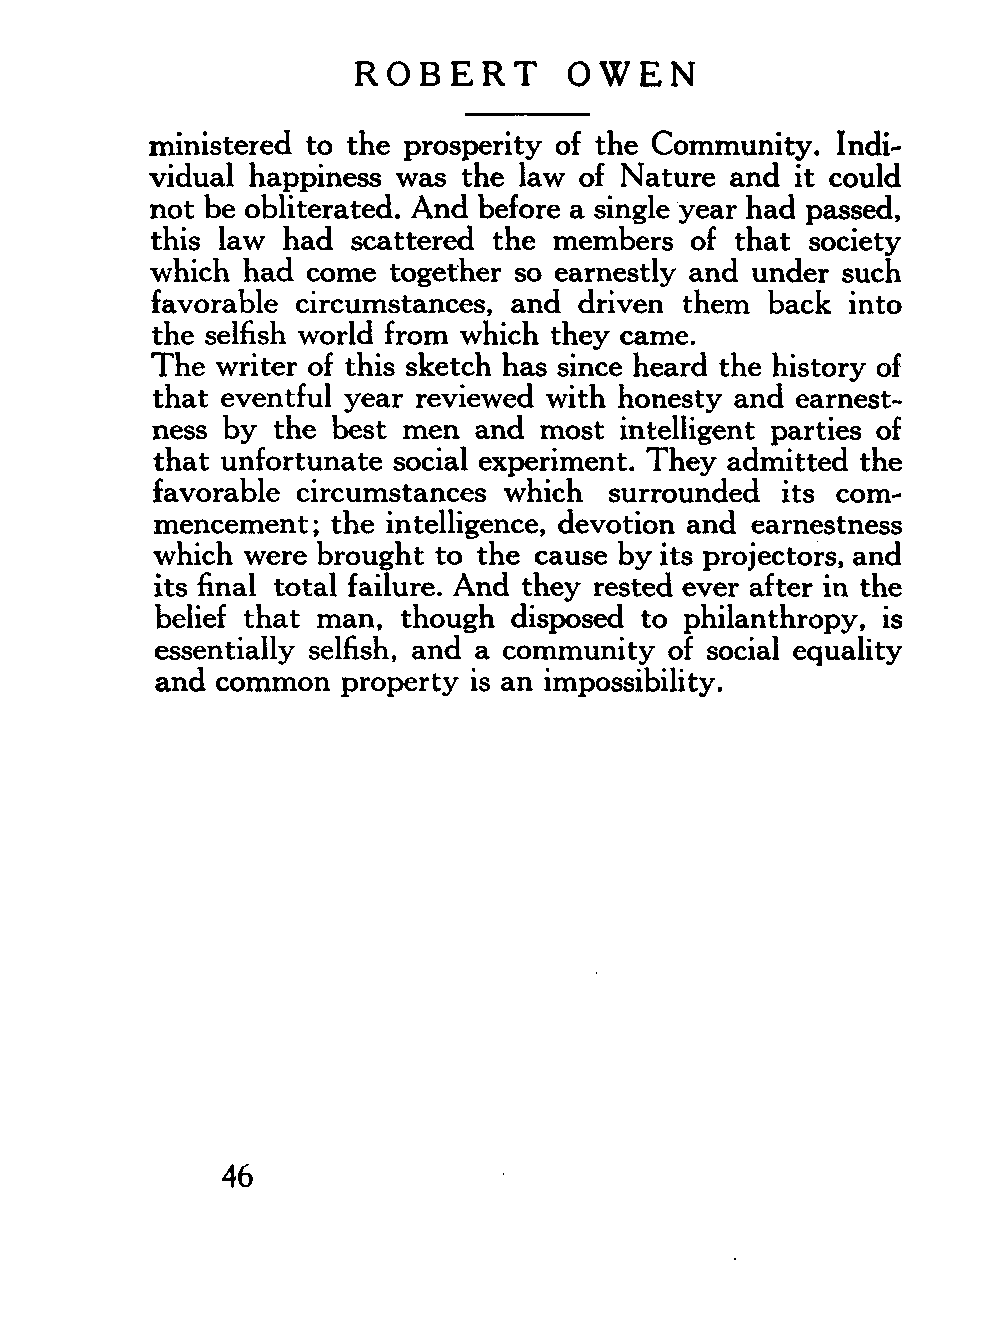 ROBERT OWEN
ministered to the prosperity of the Community. Indi-
vidual happiness was the law of Nature and it could
not be obliterated. And before a single year had passed,
this law had scattered the members of that society
which had come together so earnestly and under such
favorable circumstances, and driven them back into
the selfish world from which they came.
The writer of this sketch has since heard the history of
that eventful year reviewed with honesty and earnest-
ness by the best men and most intelligent parties of
that unfortunate social experiment. They admitted the
favorable circumstances which surrounded its com-
mencement; the intelligence, devotion and earnestness
which were brought to the cause by its projectors, and
its final total failure. And they rested ever after in the
belief that man, though disposed to philanthropy, is
essentially selfish, and a community of social equality
and common property is an impossibility.
46